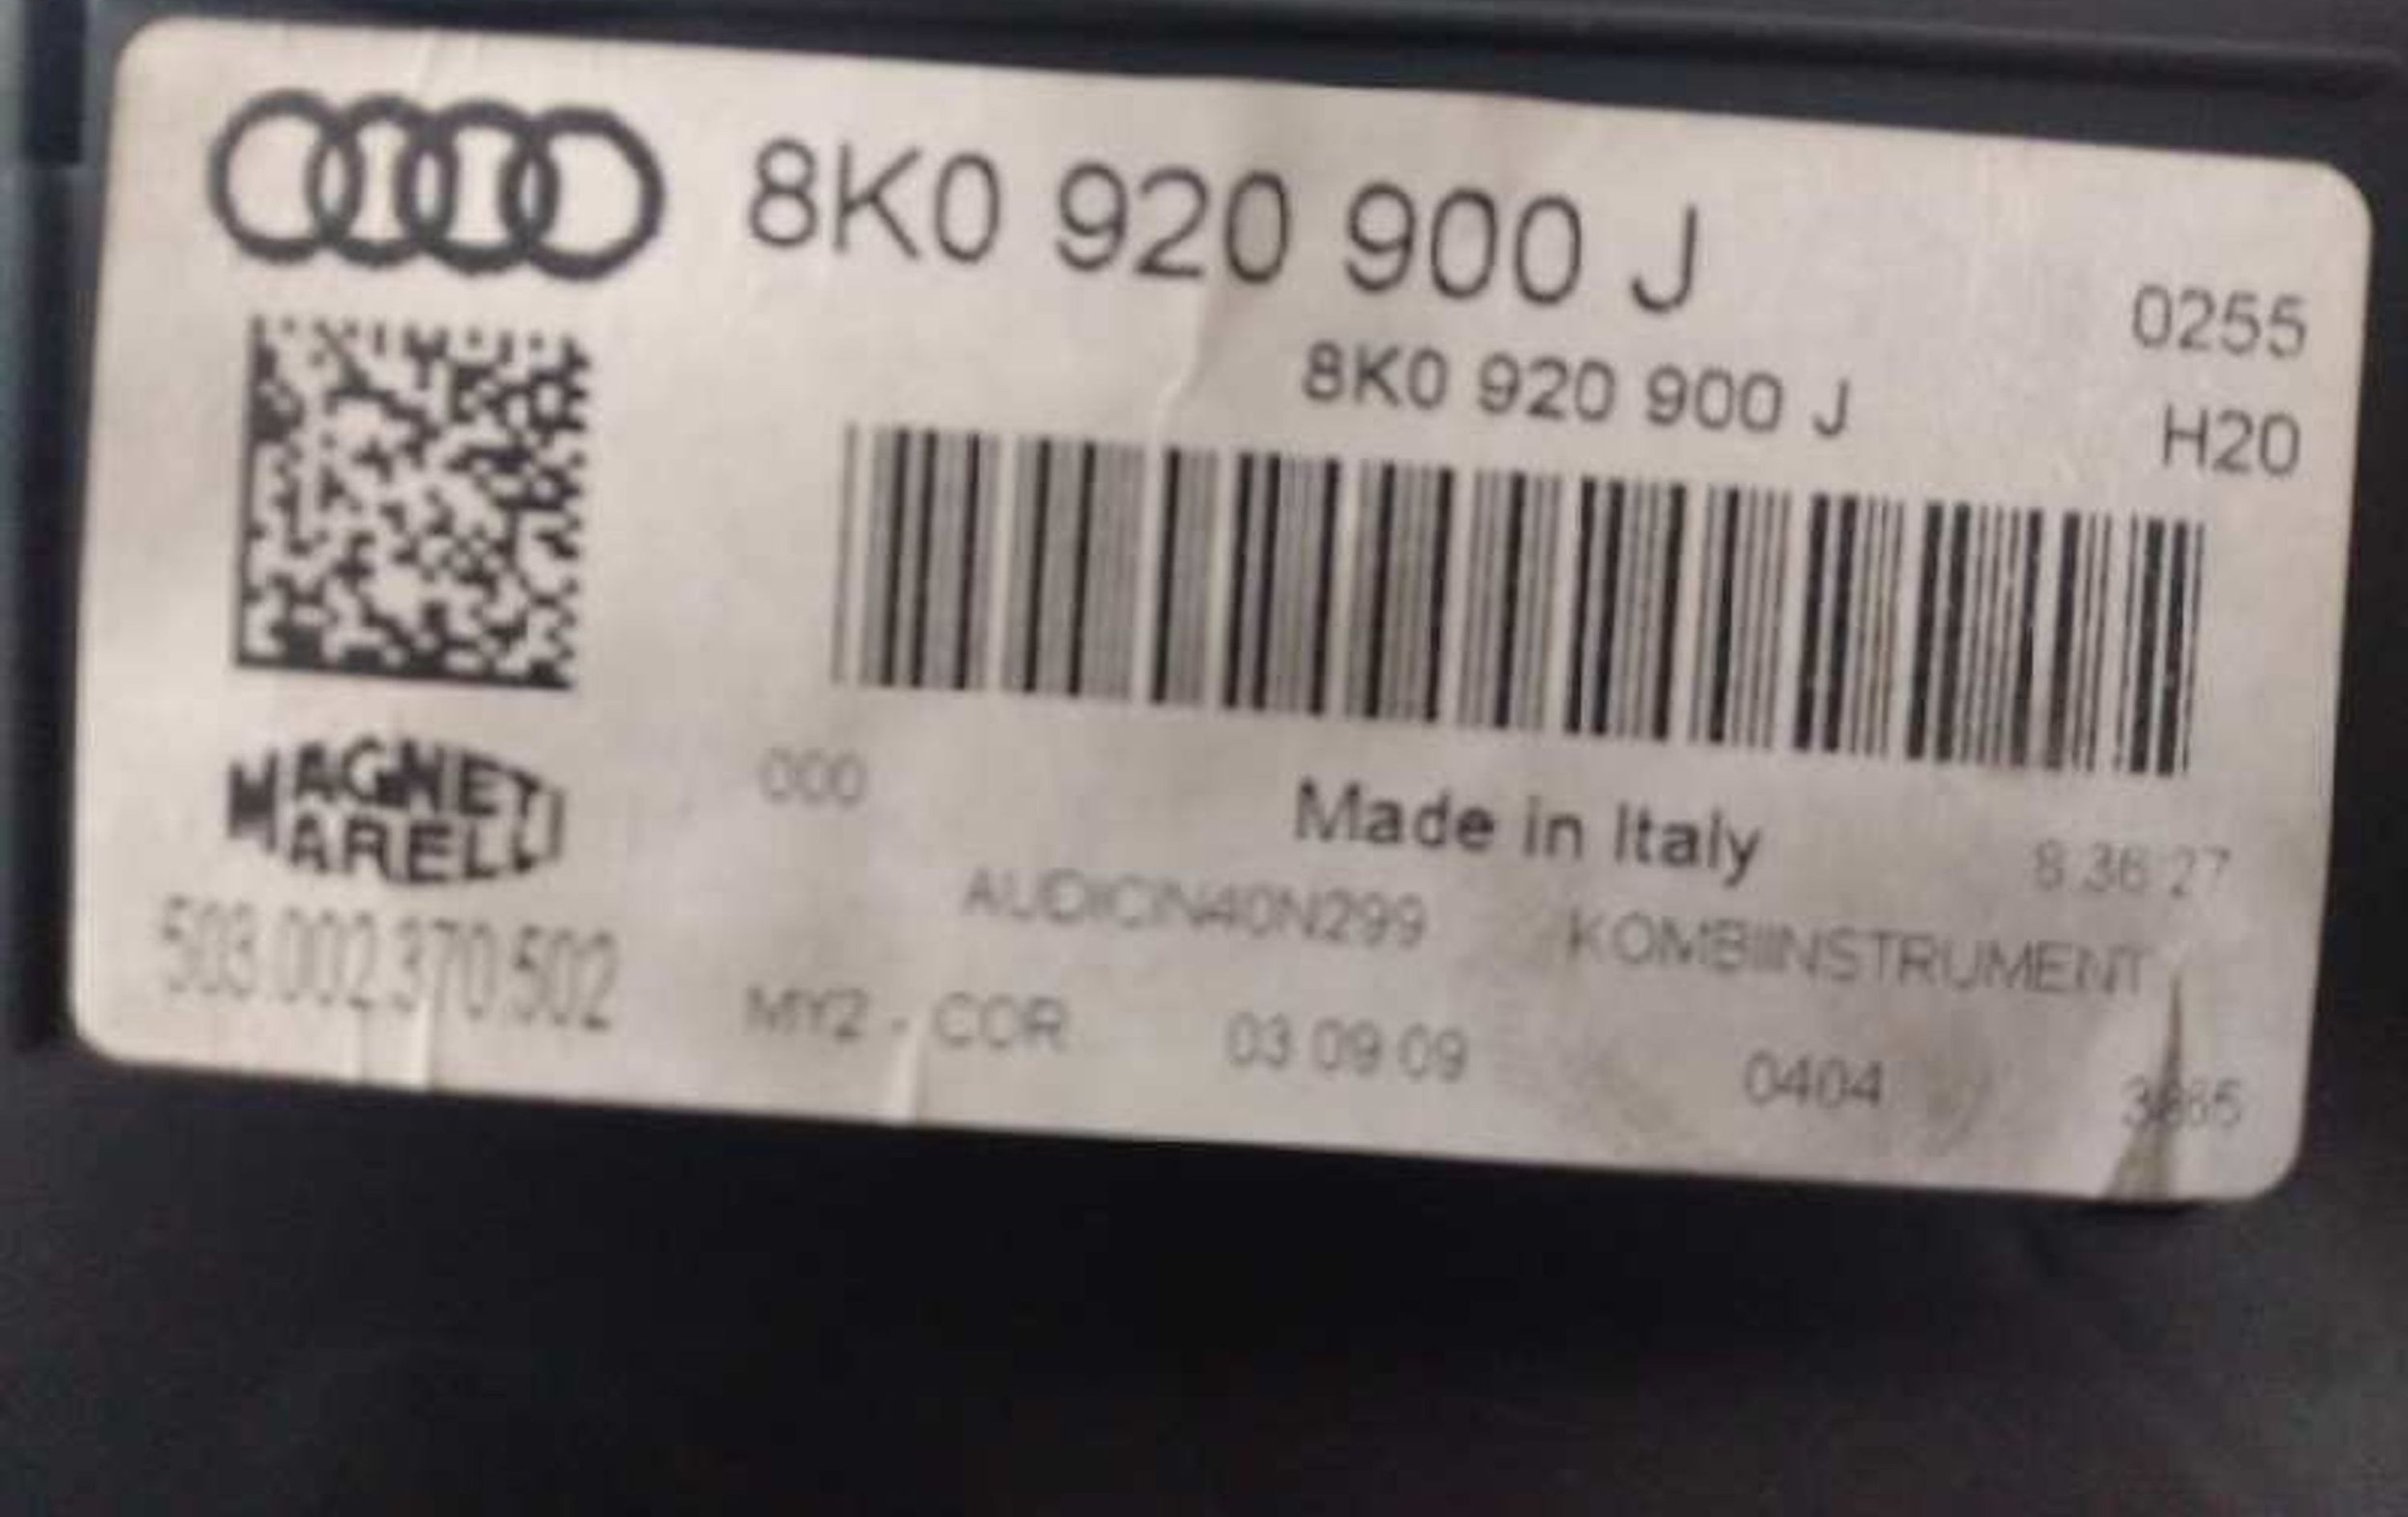 8K0 920 900 J
0255
8K0 920 900 J
H20
MAGNETI
MARELLI
000
Made in Italy
8 36 27
503.002.370.502
AUDICIN40N299 KOMBIINSTRUMENT
MY2 - COR 03 09 09 0404